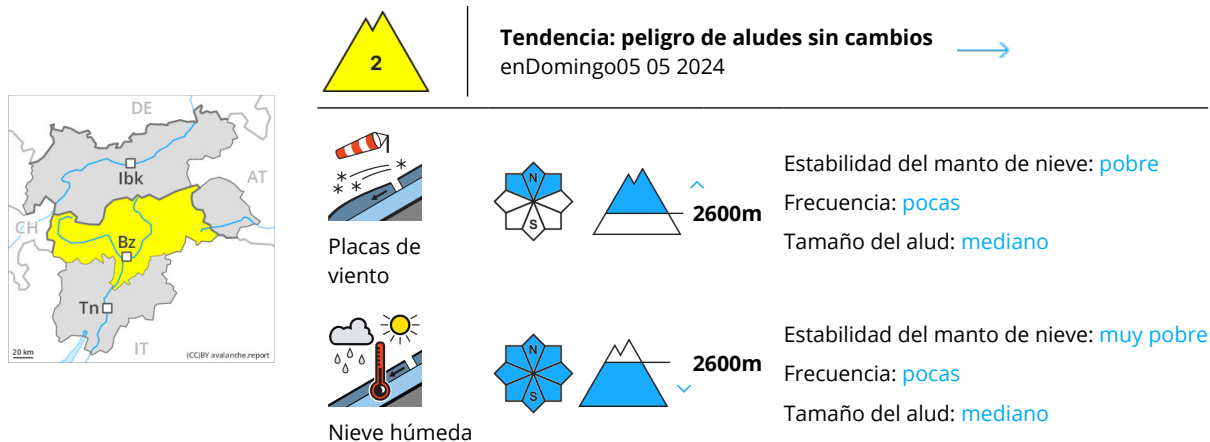 2
Tendencia: peligro de aludes sin cambios
enDomingo05 05 2024
DE
Ibk
AT
CH
Bz
Tn
IT
20 km
(CC)BY avalanche.report
Placas de
viento
N
S
2600m
Estabilidad del manto de nieve: pobre
Frecuencia: pocas
Tamaño del alud: mediano
Nieve húmeda
N
S
2600m
Estabilidad del manto de nieve: muy pobre
Frecuencia: pocas
Tamaño del alud: mediano